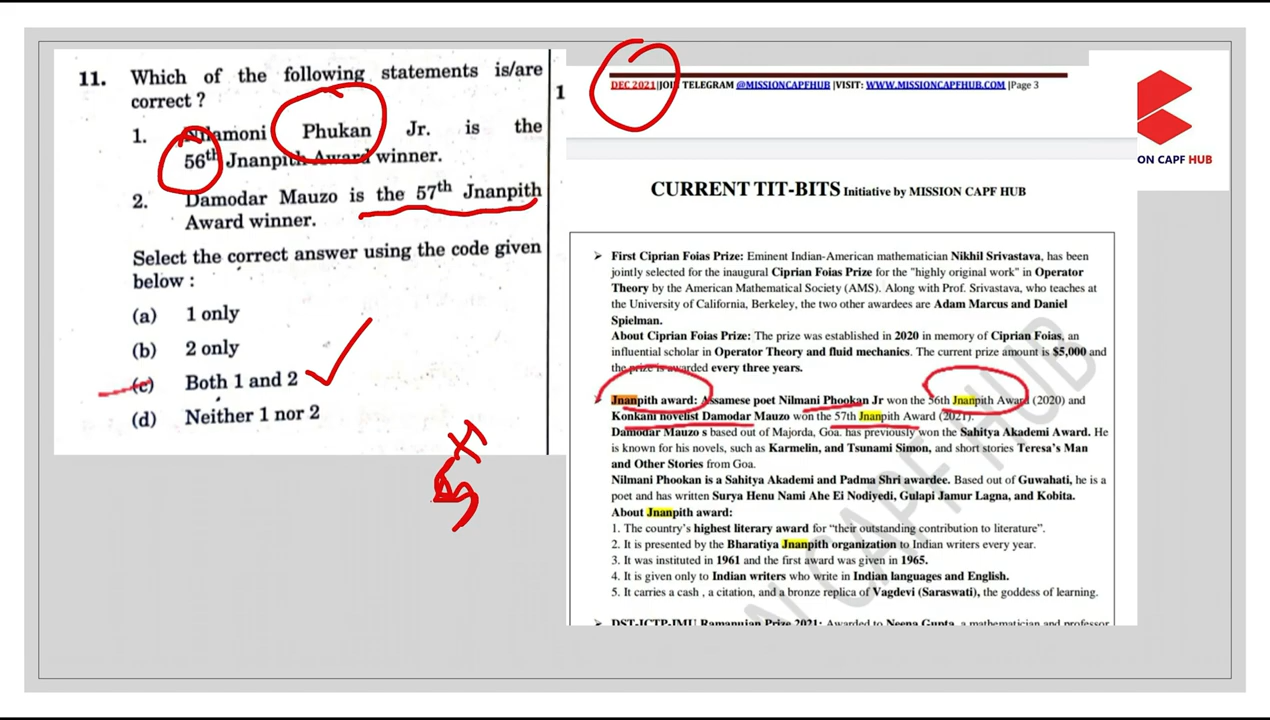 11. Which of the following statements is/are
correct ?
1. Nilamoni Phukan Jr. is the
56th Jnanpith Award winner.
2. Damodar Mauzo is the 57th Jnanpith
Award winner.
Select the correct answer using the code given
below :
(a) 1 only
(b) 2 only
(c) Both 1 and 2
(d) Neither 1 nor 2
1
DEC 2021|JOIN TELEGRAM @MISSIONCAPFHUB |VISIT: WWW.MISSIONCAPFHUB.COM |Page 3
ON CAPF HUB
CURRENT TIT-BITS Initiative by MISSION CAPF HUB
➢ First Ciprian Foias Prize: Eminent Indian-American mathematician Nikhil Srivastava, has been
jointly selected for the inaugural Ciprian Foias Prize for the "highly original work" in Operator
Theory by the American Mathematical Society (AMS). Along with Prof. Srivastava, who teaches at
the University of California, Berkeley, the two other awardees are Adam Marcus and Daniel
Spielman.
About Ciprian Foias Prize: The prize was established in 2020 in memory of Ciprian Foias, an
influential scholar in Operator Theory and fluid mechanics. The current prize amount is $5,000 and
the prize is awarded every three years.
➢ Jnanpith award: Assamese poet Nilmani Phookan Jr won the 56th Jnanpith Award (2020) and
Konkani novelist Damodar Mauzo won the 57th Jnanpith Award (2021).
Damodar Mauzo s based out of Majorda, Goa. has previously won the Sahitya Akademi Award. He
is known for his novels, such as Karmelin, and Tsunami Simon, and short stories Teresa's Man
and Other Stories from Goa.
Nilmani Phookan is a Sahitya Akademi and Padma Shri awardee. Based out of Guwahati, he is a
poet and has written Surya Henu Nami Ahe Ei Nodiyedi, Gulapi Jamur Lagna, and Kobita.
About Jnanpith award:
1. The country's highest literary award for "their outstanding contribution to literature".
2. It is presented by the Bharatiya Jnanpith organization to Indian writers every year.
3. It was instituted in 1961 and the first award was given in 1965.
4. It is given only to Indian writers who write in Indian languages and English.
5. It carries a cash , a citation, and a bronze replica of Vagdevi (Saraswati), the goddess of learning.
➢ DST-ICTP-IMU Ramanujan Prize 2021: Awarded to Neena Gupta, a mathematician and professor
N CAPF HUB